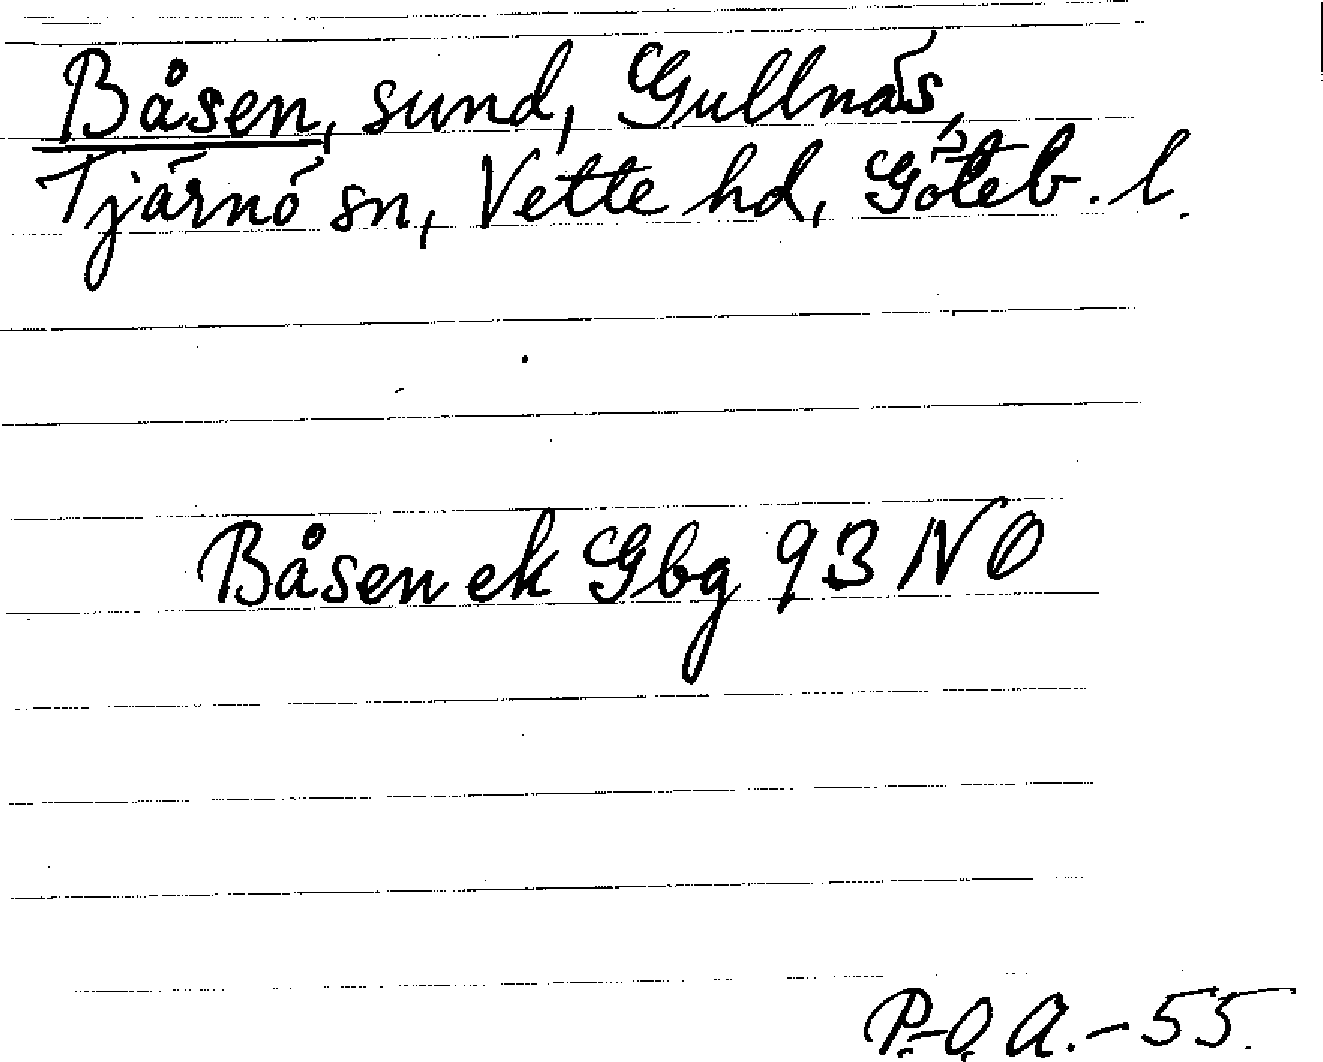 Båsen, sund, Gullnäs,
Tjärnö sn, Vette hd, Göteb. l.
Båsen ek Gbg 93 NO
P.-O. A. - 55.